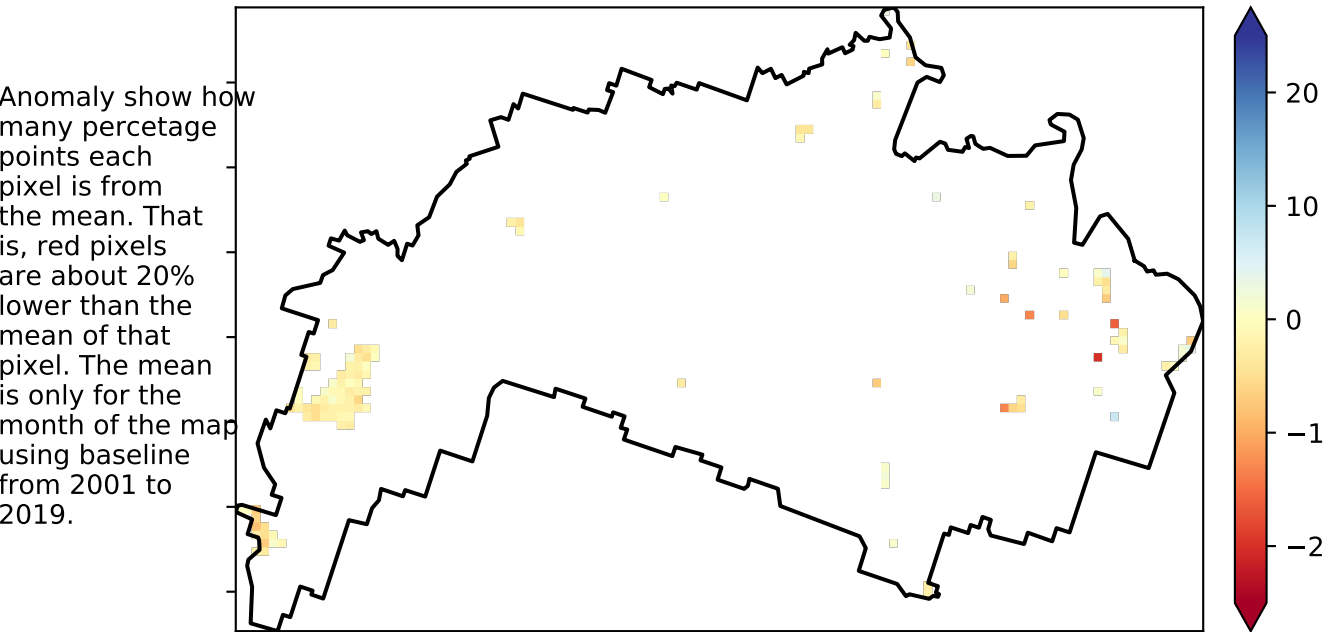 Anomaly show how
many percetage
points each
pixel is from
the mean. That
is, red pixels
are about 20%
lower than the
mean of that
pixel. The mean
is only for the
month of the map
using baseline
from 2001 to
2019.
20
10
0
−1
−2